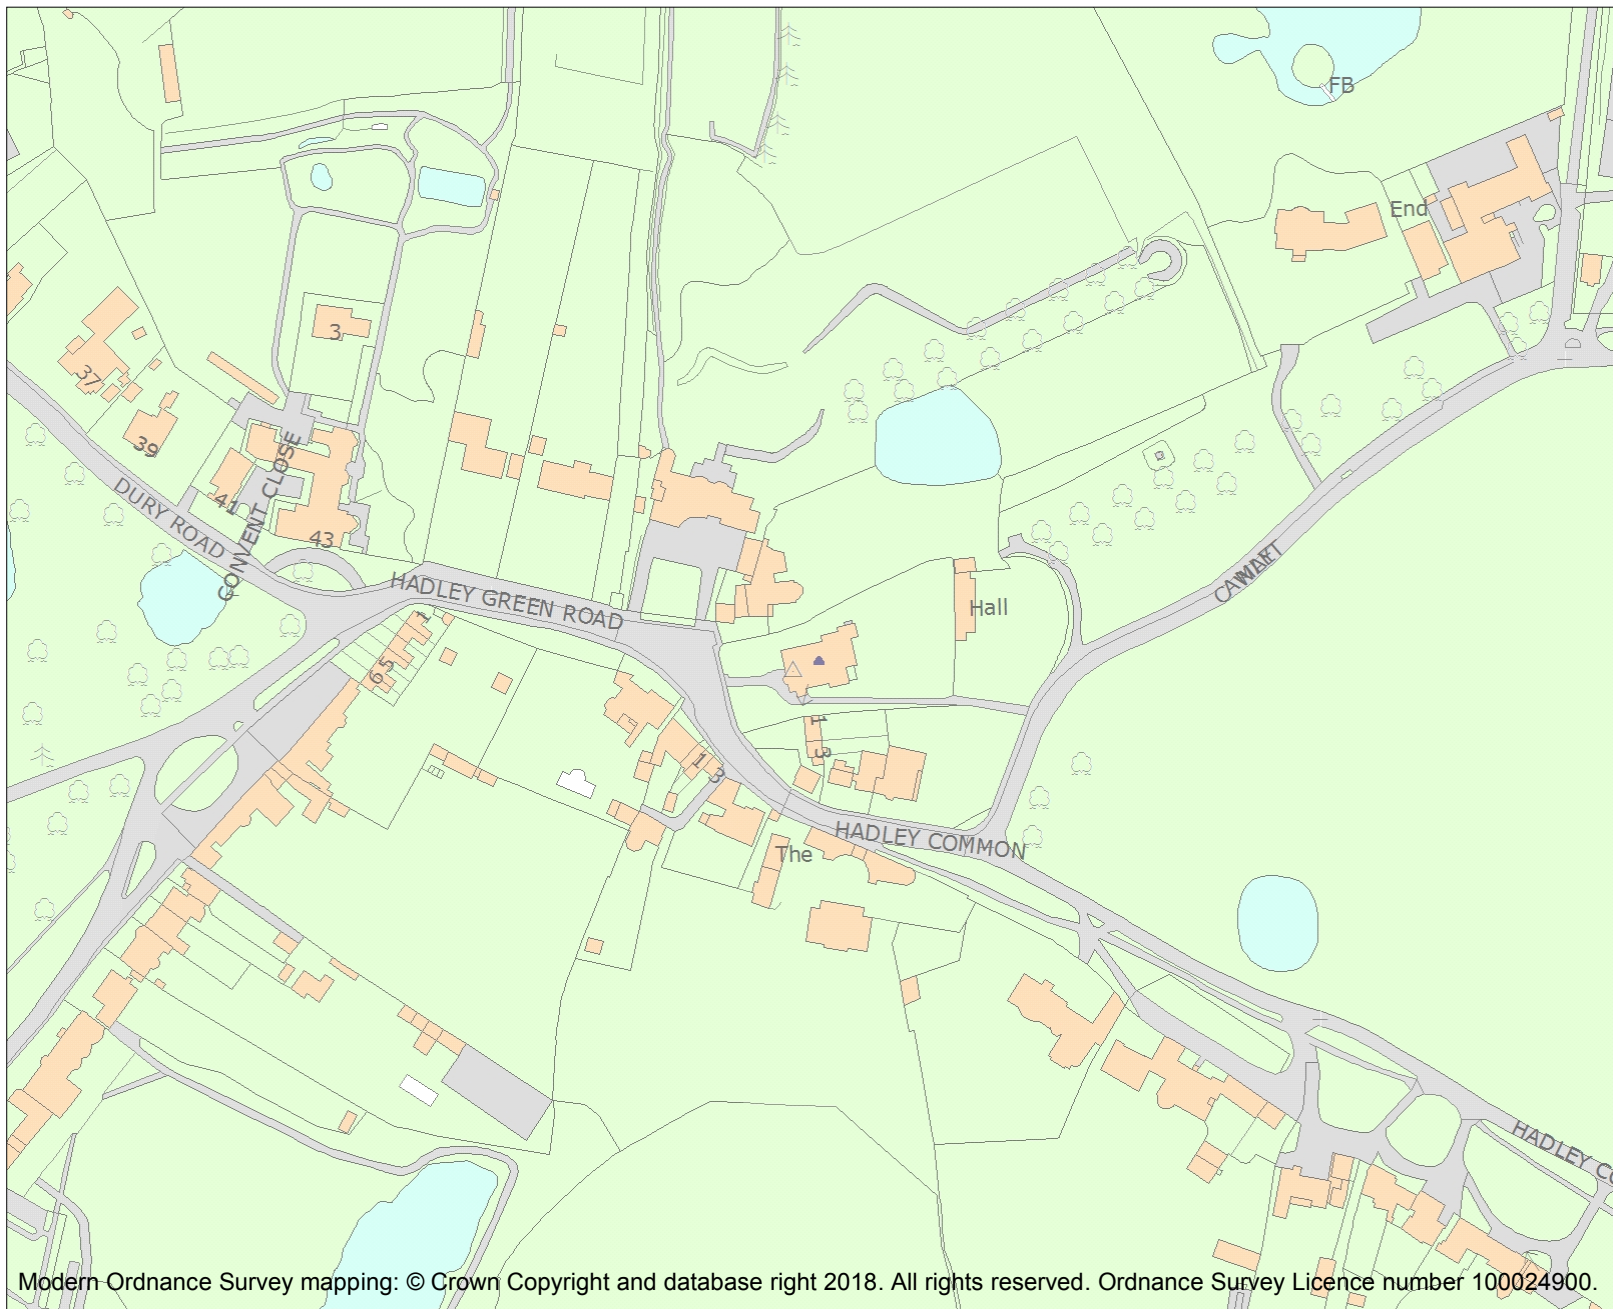 FB
End
3
37
39
41
CONVENT CLOSE
43
DURY ROAD
HADLEY GREEN ROAD
Hall
1
65
1
3
1 3
HADLEY COMMON
The
HADLEY CO
Modern Ordnance Survey mapping: © Crown Copyright and database right 2018. All rights reserved. Ordnance Survey Licence number 100024900.